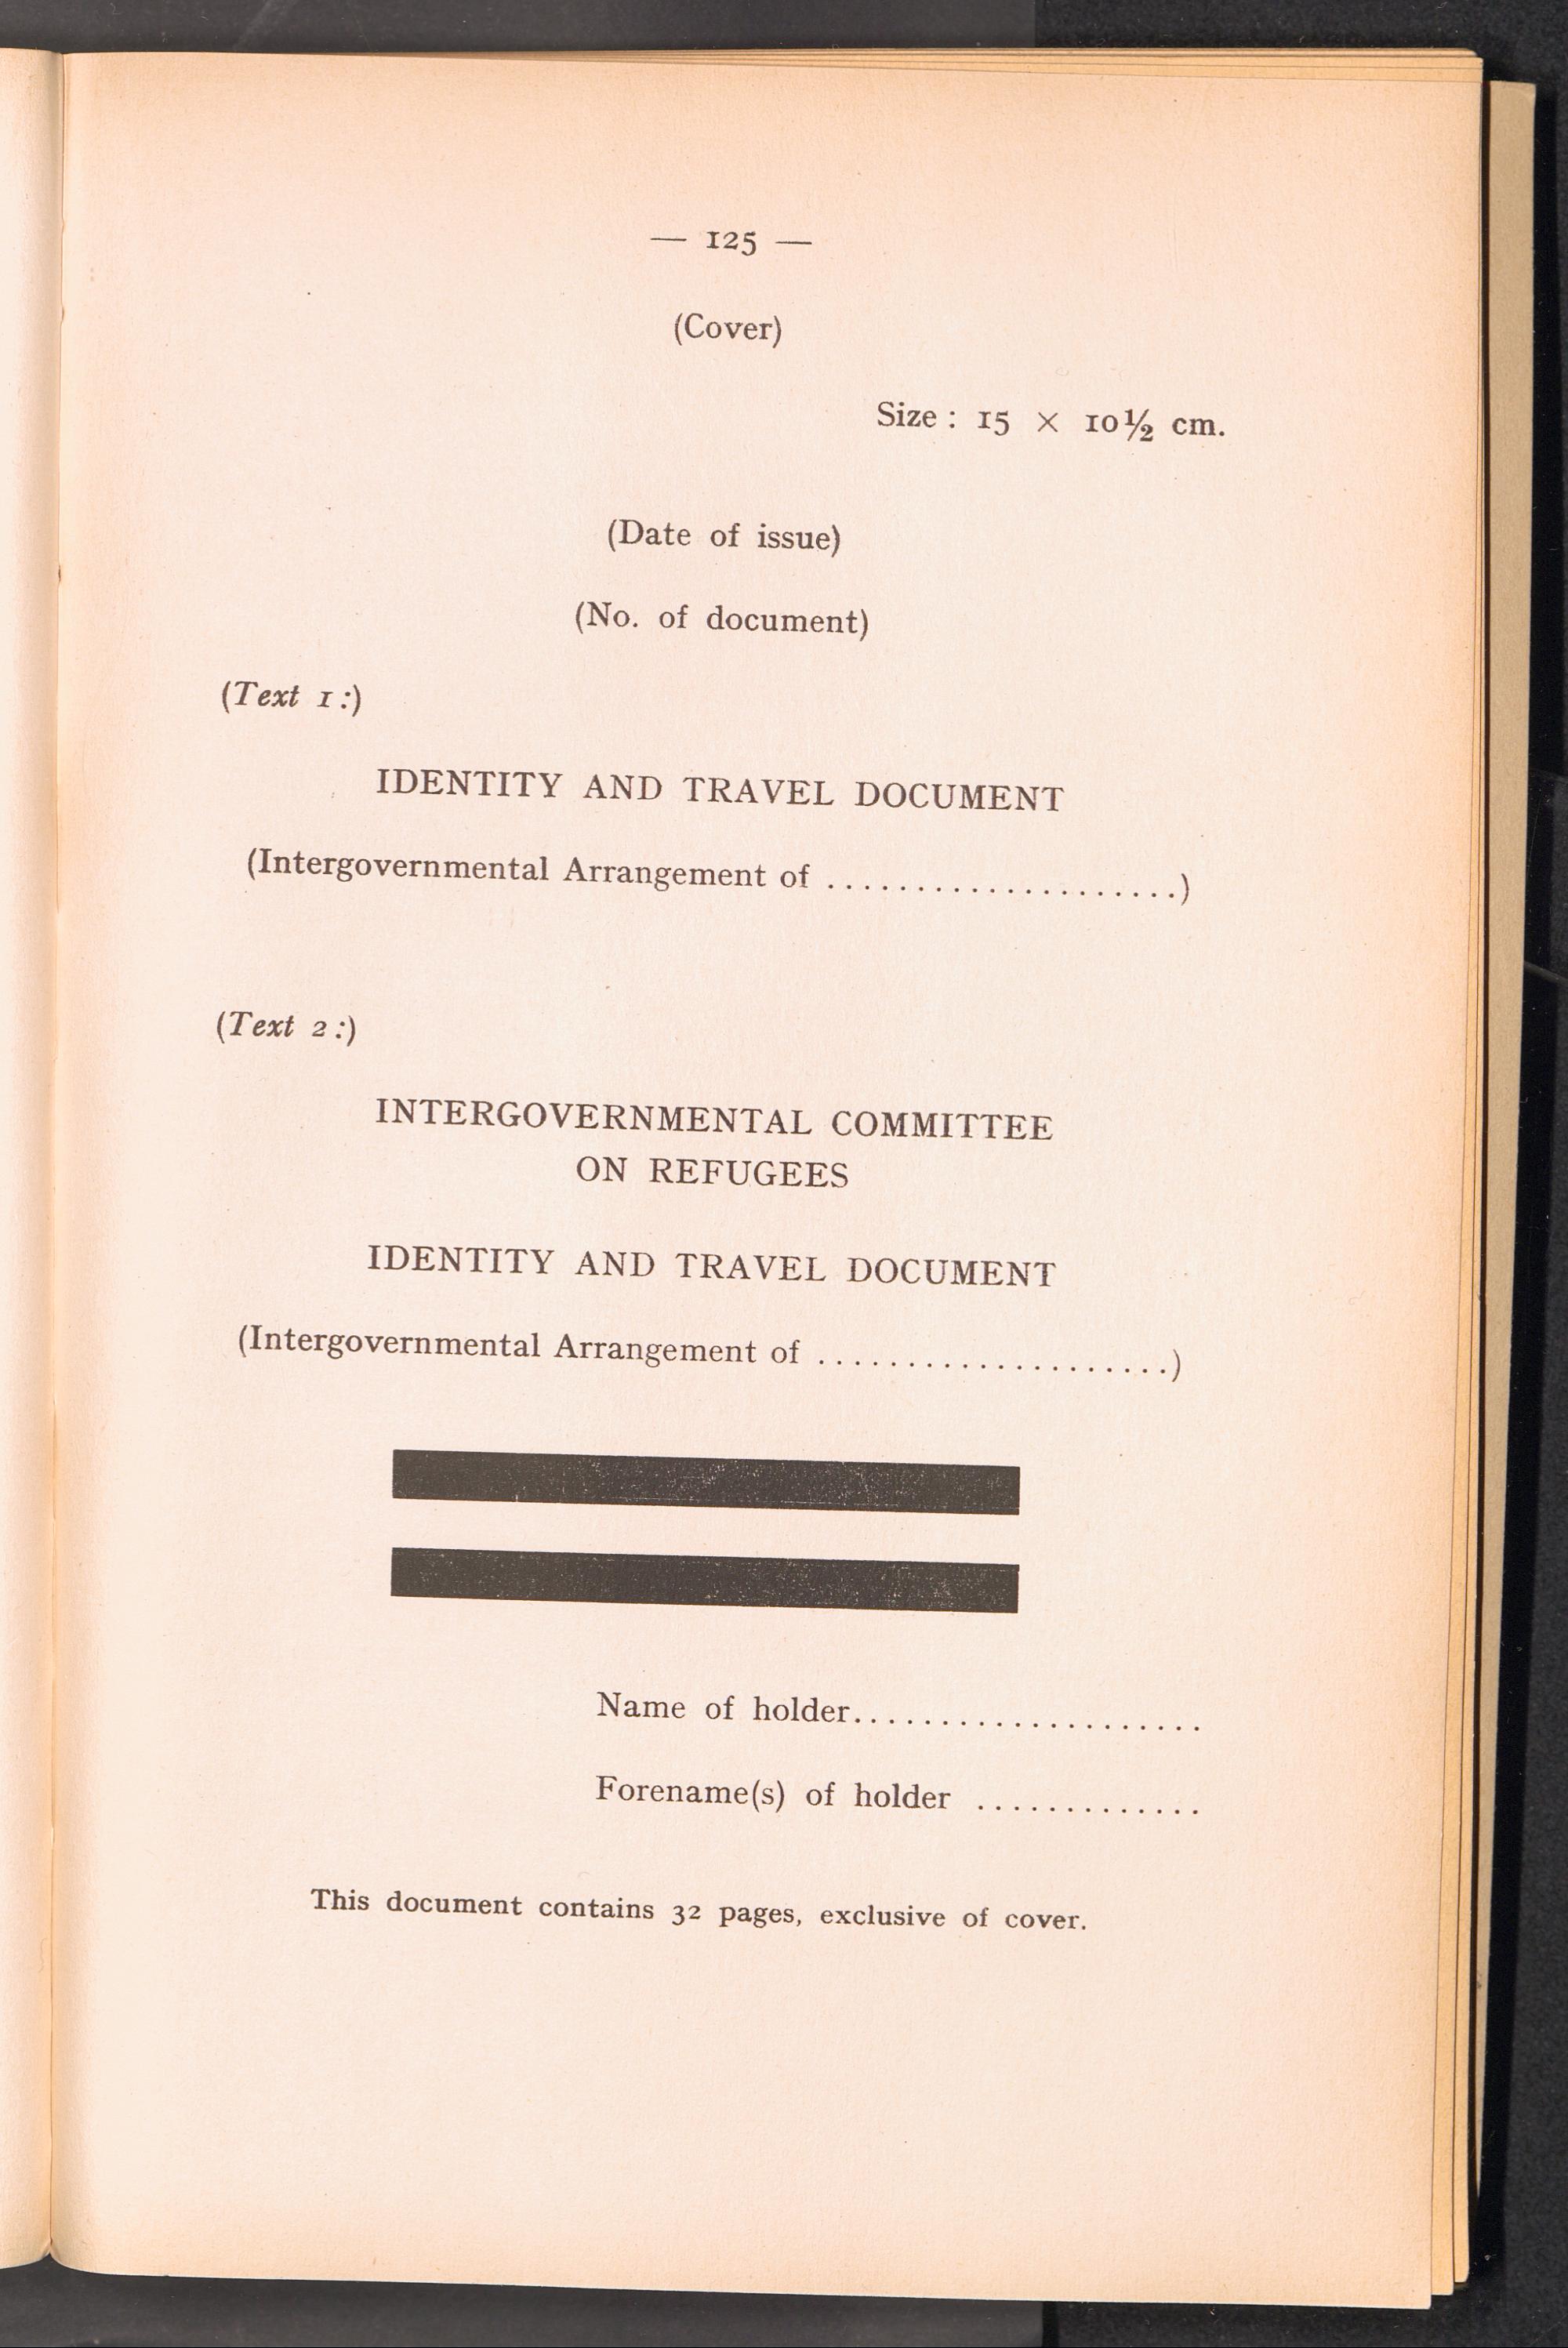 — 125 —
(Cover)
Size : 15 × 10½ cm.
(Date of issue)
(No. of document)
(Text 1 :)
IDENTITY AND TRAVEL DOCUMENT
(Intergovernmental Arrangement of .....................)
(Text 2 :)
INTERGOVERNMENTAL COMMITTEE
ON REFUGEES
IDENTITY AND TRAVEL DOCUMENT
(Intergovernmental Arrangement of .....................)
Name of holder.....................
Forename(s) of holder .............
This document contains 32 pages, exclusive of cover.